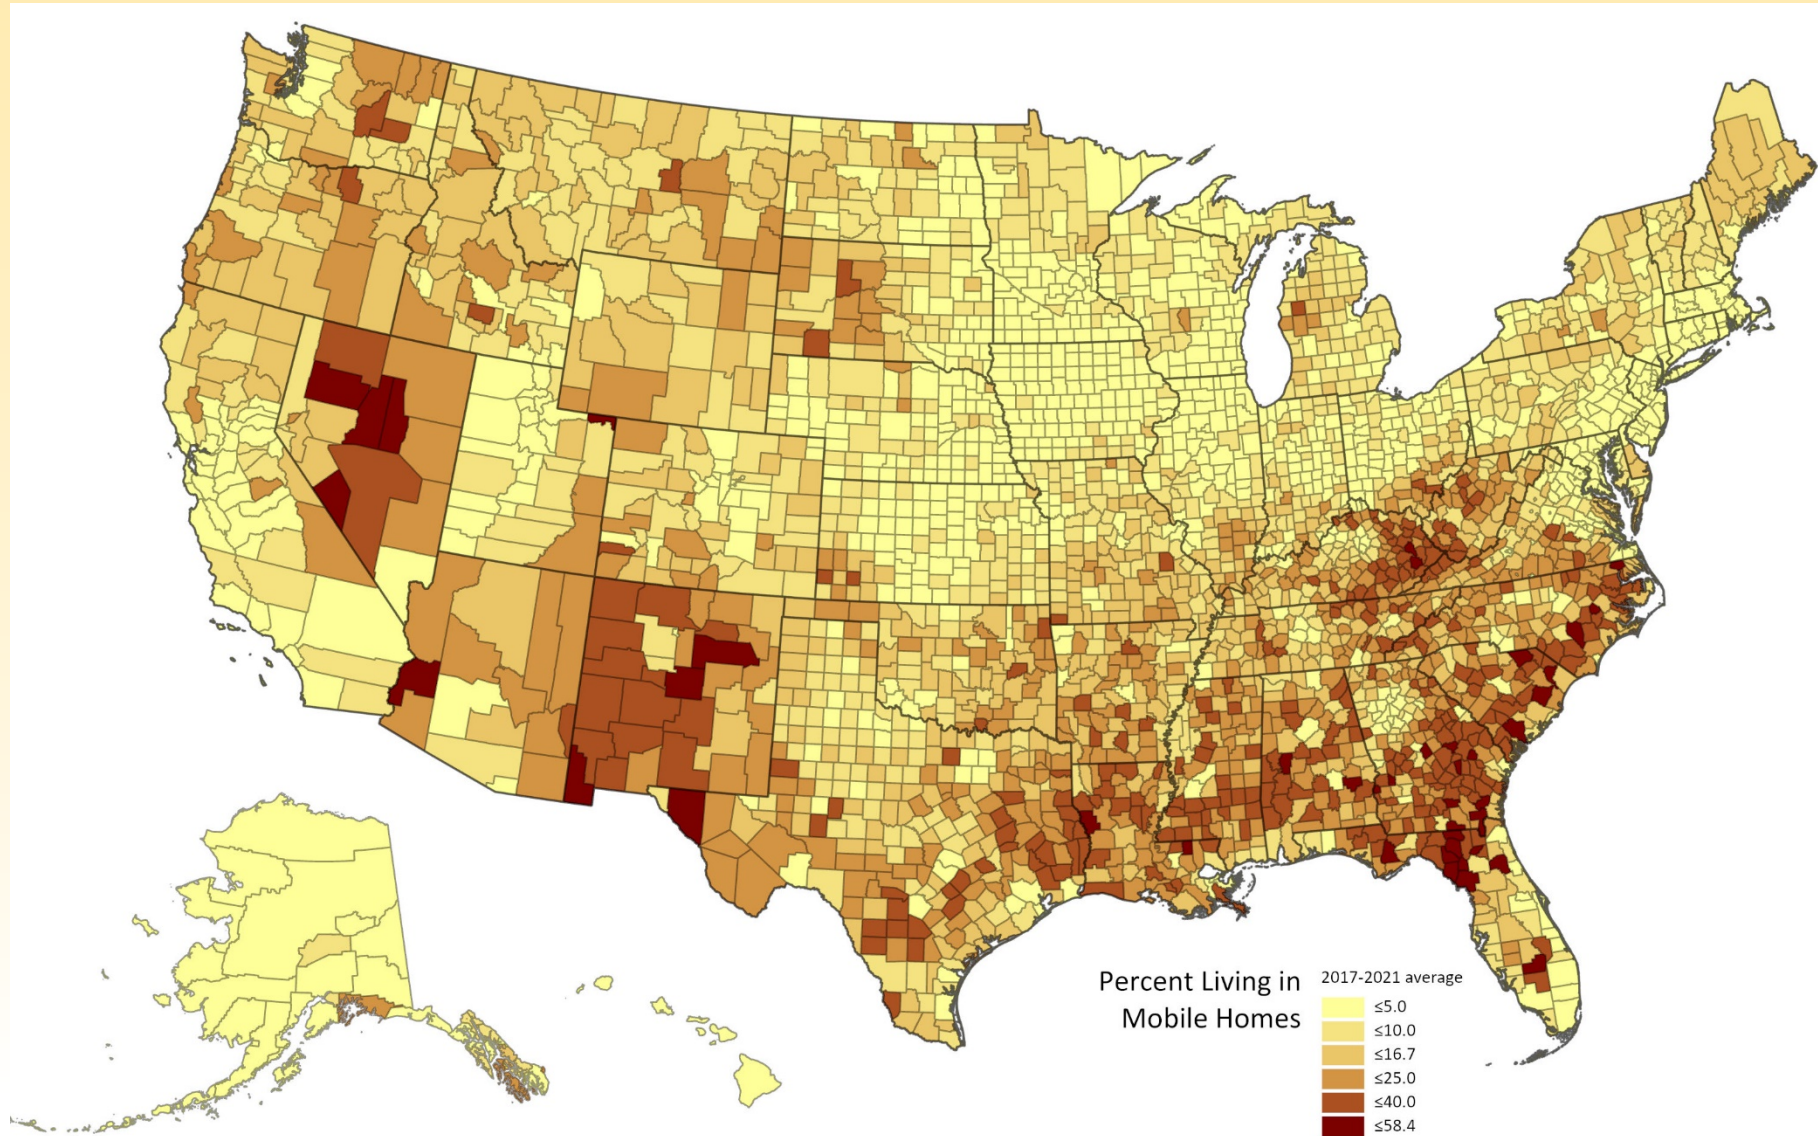 Percent Living in
Mobile Homes
2017-2021 average
≤5.0
≤10.0
≤16.7
≤25.0
≤40.0
≤58.4